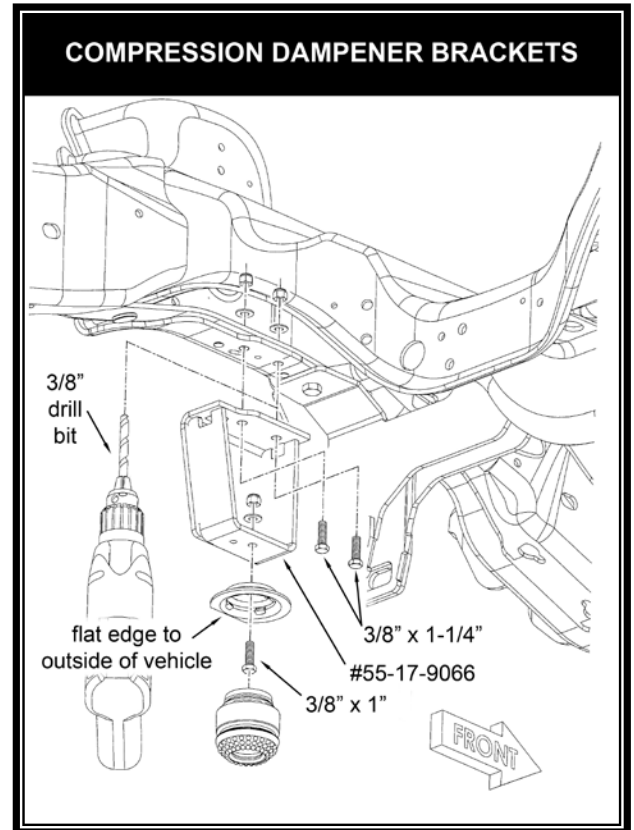 COMPRESSION DAMPENER BRACKETS
3/8”
drill
bit
flat edge to
outside of vehicle
3/8” x 1-1/4”
#55-17-9066
3/8” x 1”
FRONT